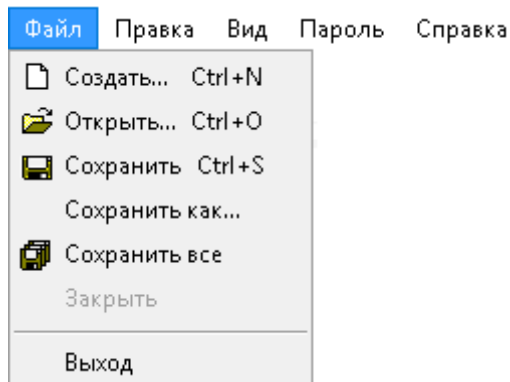 Файл Правка Вид Пароль Справка
Создать... Ctrl+N
Открыть... Ctrl+O
Сохранить Ctrl+S
Сохранить как...
Сохранить все
Закрыть
Выход